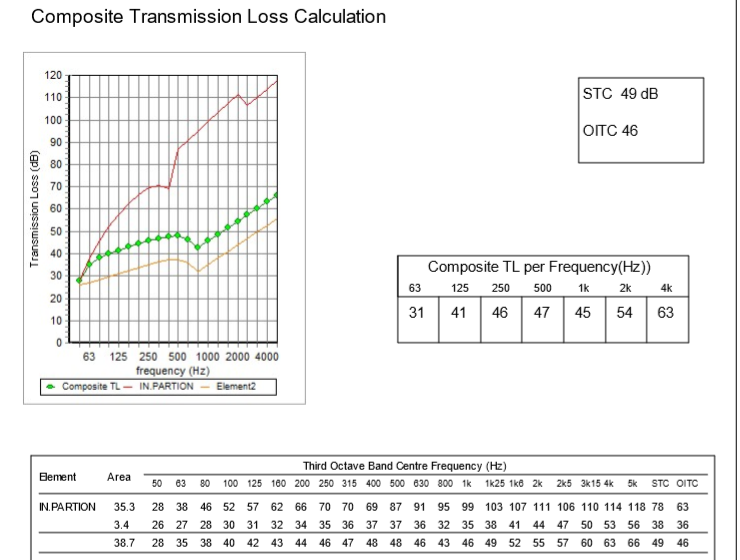 Composite Transmission Loss Calculation
120
110
100
90
80
70
60
50
40
30
20
10
0
Transmission Loss (dB)
63 125 250 500 1000 2000 4000
frequency (Hz)
Composite TL IN.PARTION Element2
STC 49 dB
OITC 46
Composite TL per Frequency(Hz))
63 125 250 500 1k 2k 4k
31 41 46 47 45 54 63
Third Octave Band Centre Frequency (Hz)
Element Area 50 63 80 100 125 160 200 250 315 400 500 630 800 1k 1k25 1k6 2k 2k5 3k15 4k 5k STC OITC
IN.PARTION 35.3 28 38 46 52 57 62 66 70 70 69 87 91 95 99 103 107 111 106 110 114 118 78 63
3.4 26 27 28 30 31 32 34 35 36 37 37 36 32 35 38 41 44 47 50 53 56 38 36
38.7 28 35 38 40 42 43 44 46 47 48 48 46 43 46 49 52 55 57 60 63 66 49 46